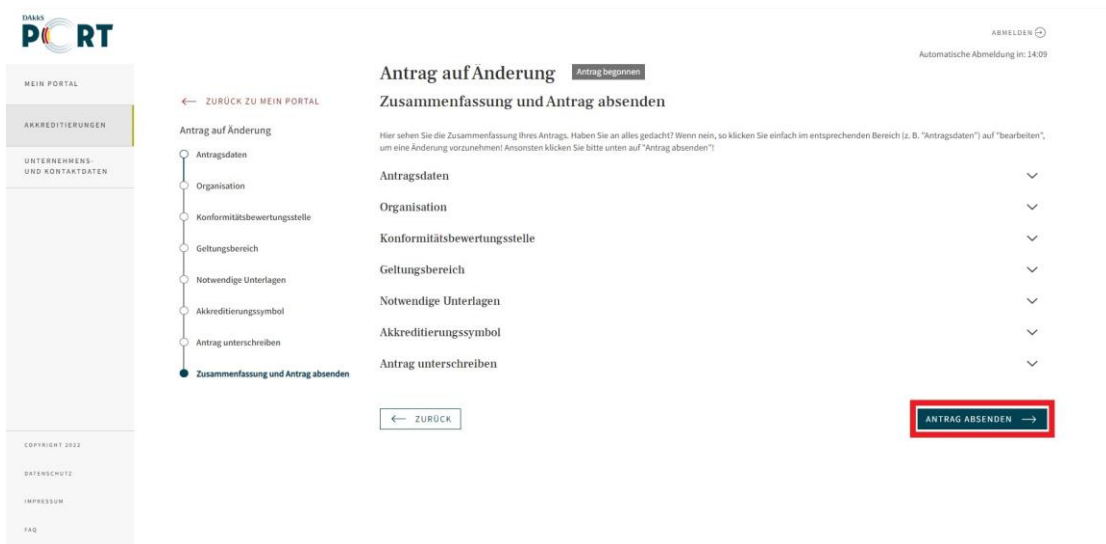 DAkkS
PORT
ABMELDEN
Automatische Abmeldung in: 14:09
MEIN PORTAL
AKKREDITIERUNGEN
UNTERNEHMENS-
UND KONTAKTDATEN
COPYRIGHT 2022
DATENSCHUTZ
IMPRESSUM
FAQ
← ZURÜCK ZU MEIN PORTAL
Antrag auf Änderung
Antragsdaten
Organisation
Konformitätsbewertungsstelle
Geltungsbereich
Notwendige Unterlagen
Akkreditierungssymbol
Antrag unterschreiben
Zusammenfassung und Antrag absenden
Antrag auf Änderung Antrag begonnen
Zusammenfassung und Antrag absenden
Hier sehen Sie die Zusammenfassung Ihres Antrags. Haben Sie an alles gedacht? Wenn nein, so klicken Sie einfach im entsprechenden Bereich (z. B. "Antragsdaten") auf "bearbeiten",
um eine Änderung vorzunehmen! Ansonsten klicken Sie bitte unten auf "Antrag absenden"!
Antragsdaten
Organisation
Konformitätsbewertungsstelle
Geltungsbereich
Notwendige Unterlagen
Akkreditierungssymbol
Antrag unterschreiben
← ZURÜCK
ANTRAG ABSENDEN →